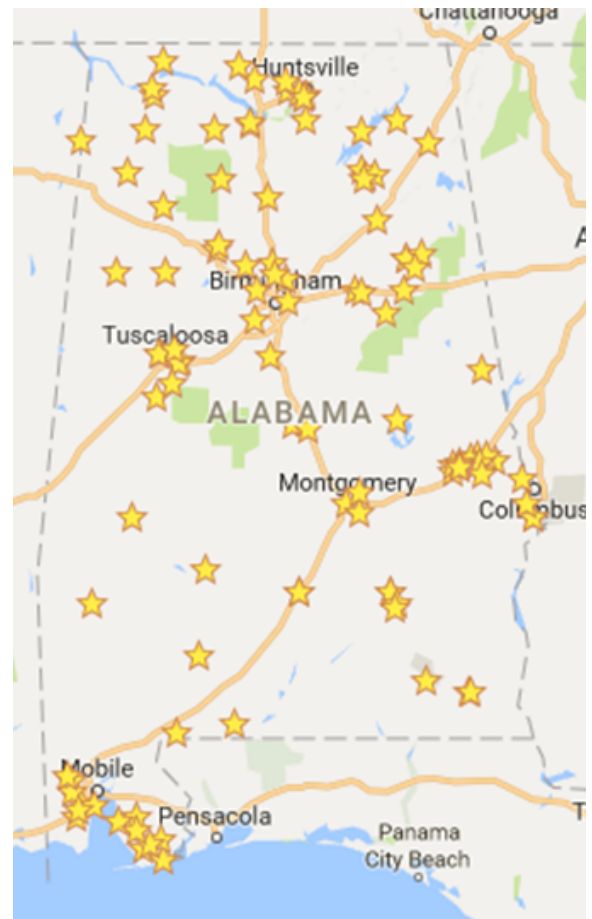 Chattanooga
Huntsville
A
Birmingham
Tuscaloosa
ALABAMA
Montgomery
Columbus
Mobile
Pensacola
T
Panama
City Beach